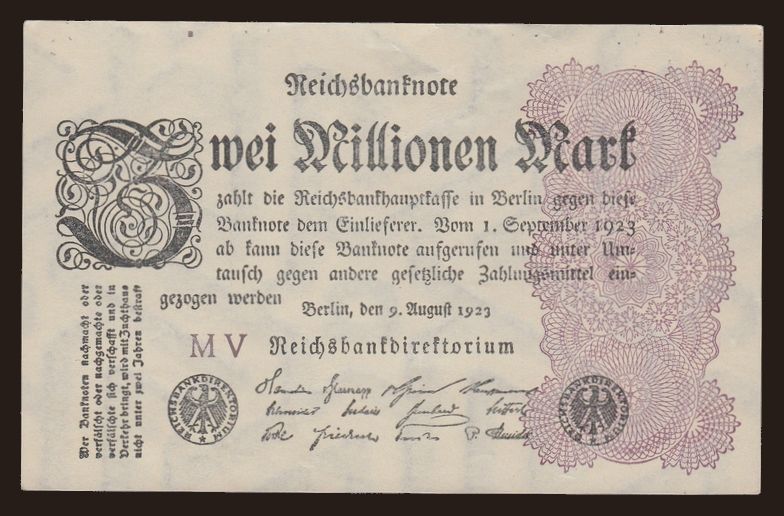 Reichsbanknote
Zwei Millionen Mark
zahlt die Reichsbankhauptkasse in Berlin gegen diese
Banknote dem Einlieferer. Vom 1. September 1923
ab kann diese Banknote aufgerufen und unter Um-
tausch gegen andere gesetzliche Zahlungsmittel ein-
gezogen werden
Berlin, den 9. August 1923
MV Reichsbankdirektorium
REICHSBANKDIREKTORIUM
REICHSBANKDIREKTORIUM
Wer Banknoten nachmacht oder
verfälscht oder nachgemachte oder
verfälschte sich verschafft und in
Verkehr bringt, wird mit Zuchthaus
nicht unter zwei Jahren bestraft